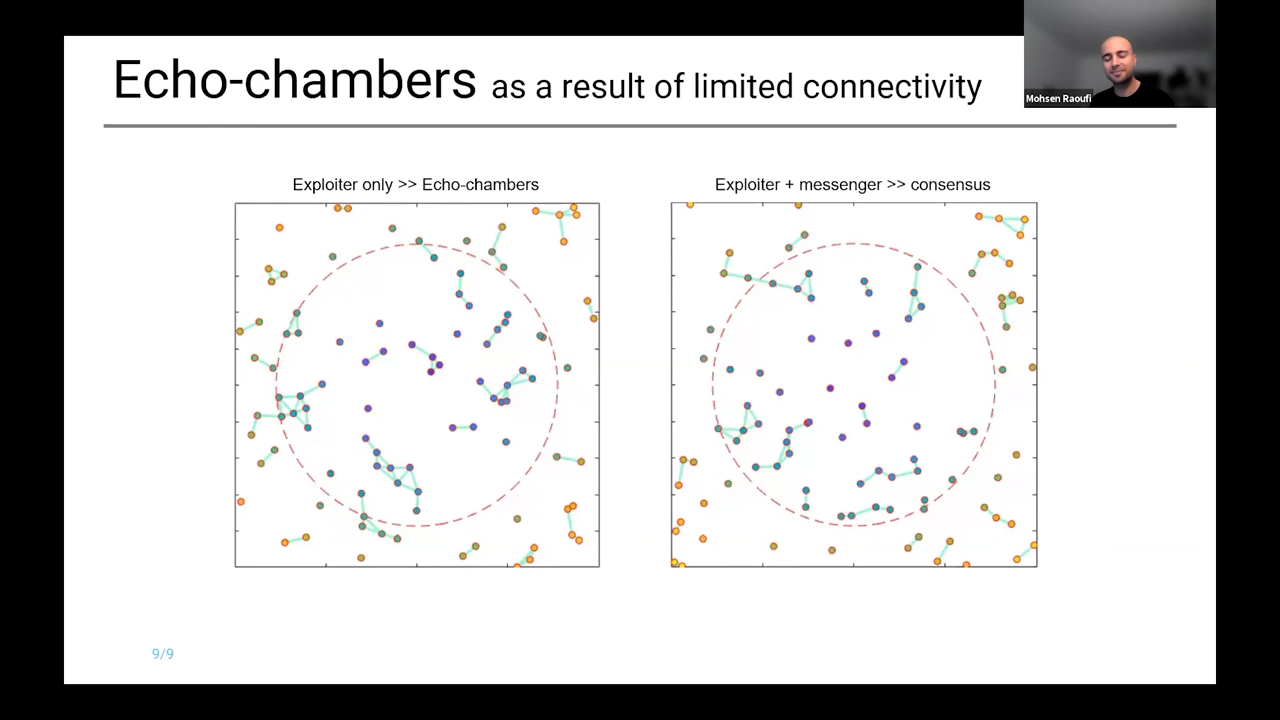 Echo-chambers as a result of limited connectivity
Mohsen Raoufi
Exploiter only >> Echo-chambers
Exploiter + messenger >> consensus
9/9